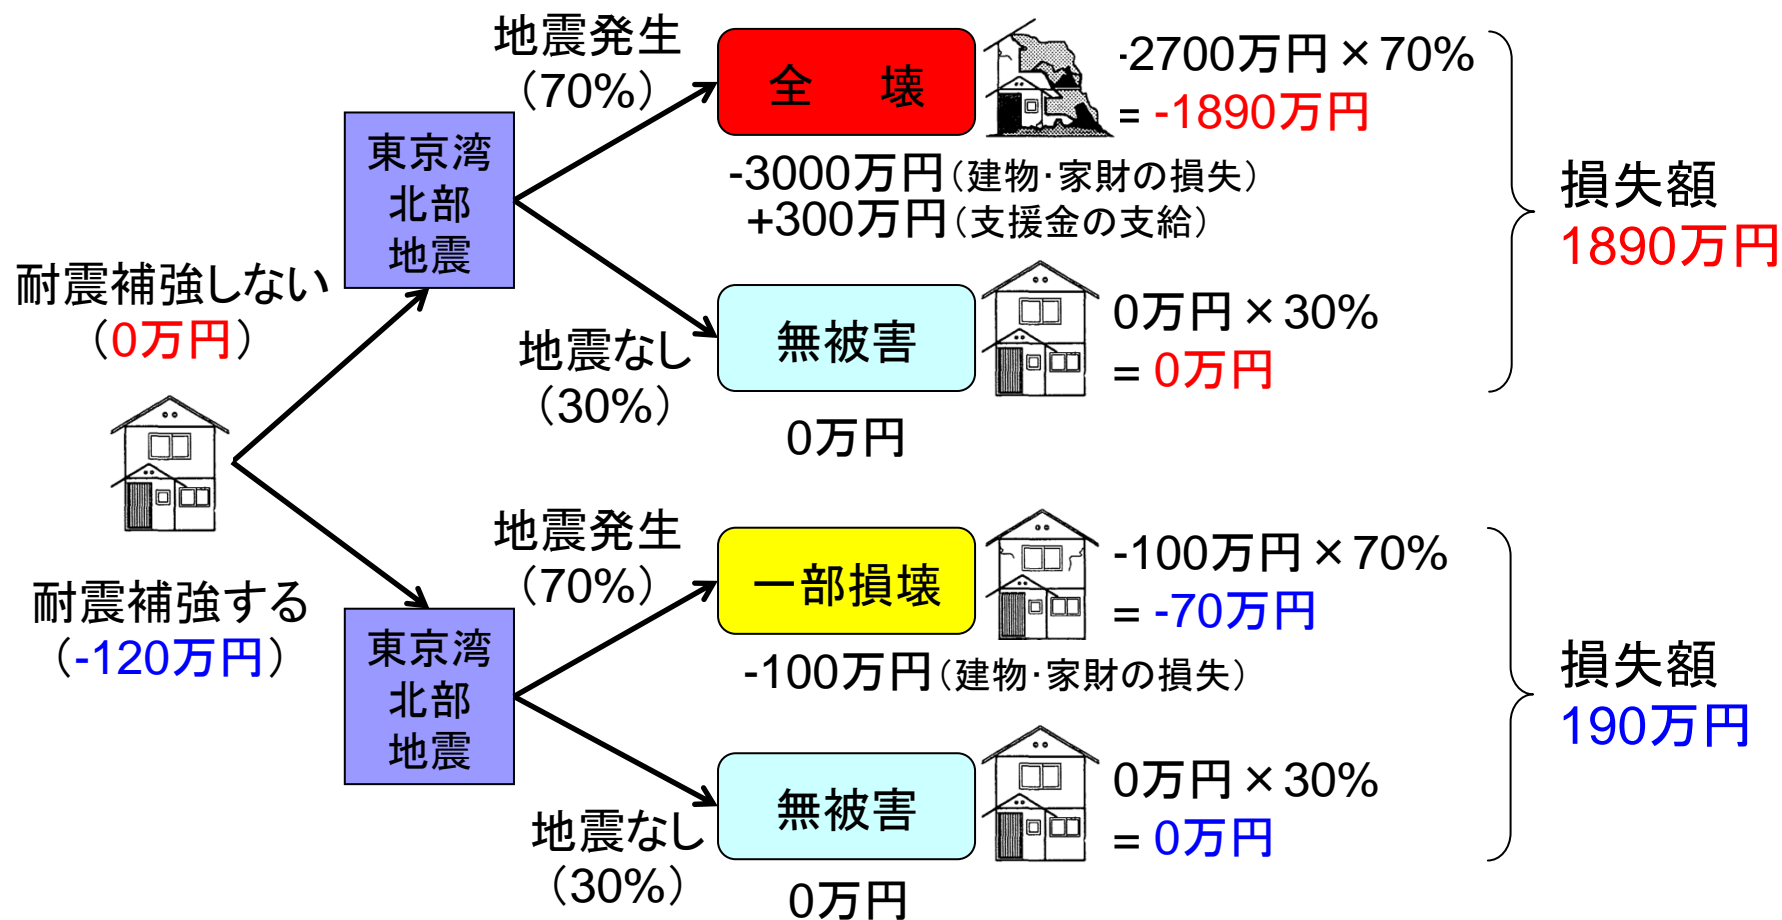 耐震補強しない
（0万円）
耐震補強する
（-120万円）
東京湾
北部
地震
地震発生
（70%）
全　壊
-3000万円（建物・家財の損失）
+300万円（支援金の支給）
-2700万円×70%
= -1890万円
地震なし
（30%）
無被害
0万円
0万円×30%
= 0万円
損失額
1890万円
東京湾
北部
地震
地震発生
（70%）
一部損壊
-100万円（建物・家財の損失）
-100万円×70%
= -70万円
地震なし
（30%）
無被害
0万円
0万円×30%
= 0万円
損失額
190万円